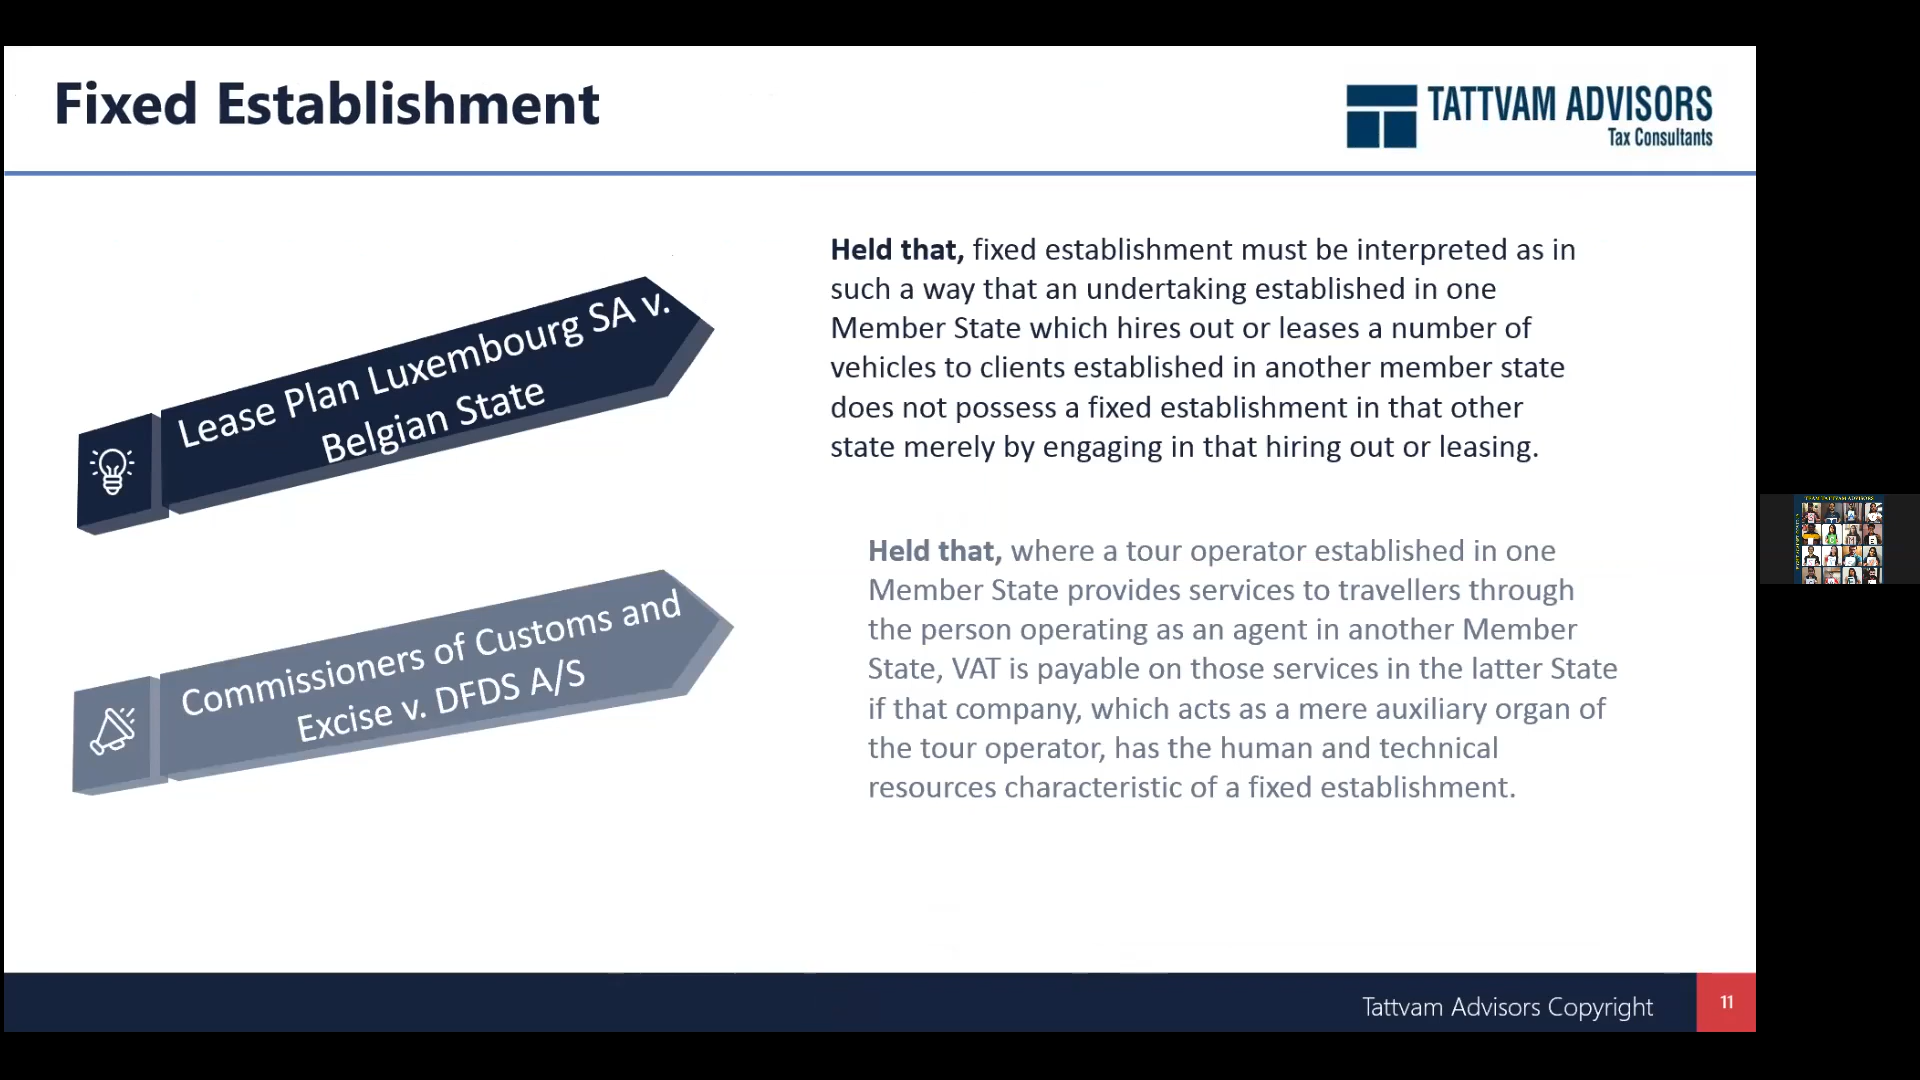 Fixed Establishment
TATTVAM ADVISORS
Tax Consultants
Lease Plan Luxembourg SA v.
Belgian State
Held that, fixed establishment must be interpreted as in
such a way that an undertaking established in one
Member State which hires out or leases a number of
vehicles to clients established in another member state
does not possess a fixed establishment in that other
state merely by engaging in that hiring out or leasing.
Commissioners of Customs and
Excise v. DFDS A/S
Held that, where a tour operator established in one
Member State provides services to travellers through
the person operating as an agent in another Member
State, VAT is payable on those services in the latter State
if that company, which acts as a mere auxiliary organ of
the tour operator, has the human and technical
resources characteristic of a fixed establishment.
TEAM TATTVAM ADVISORS
Tattvam Advisors Copyright
11